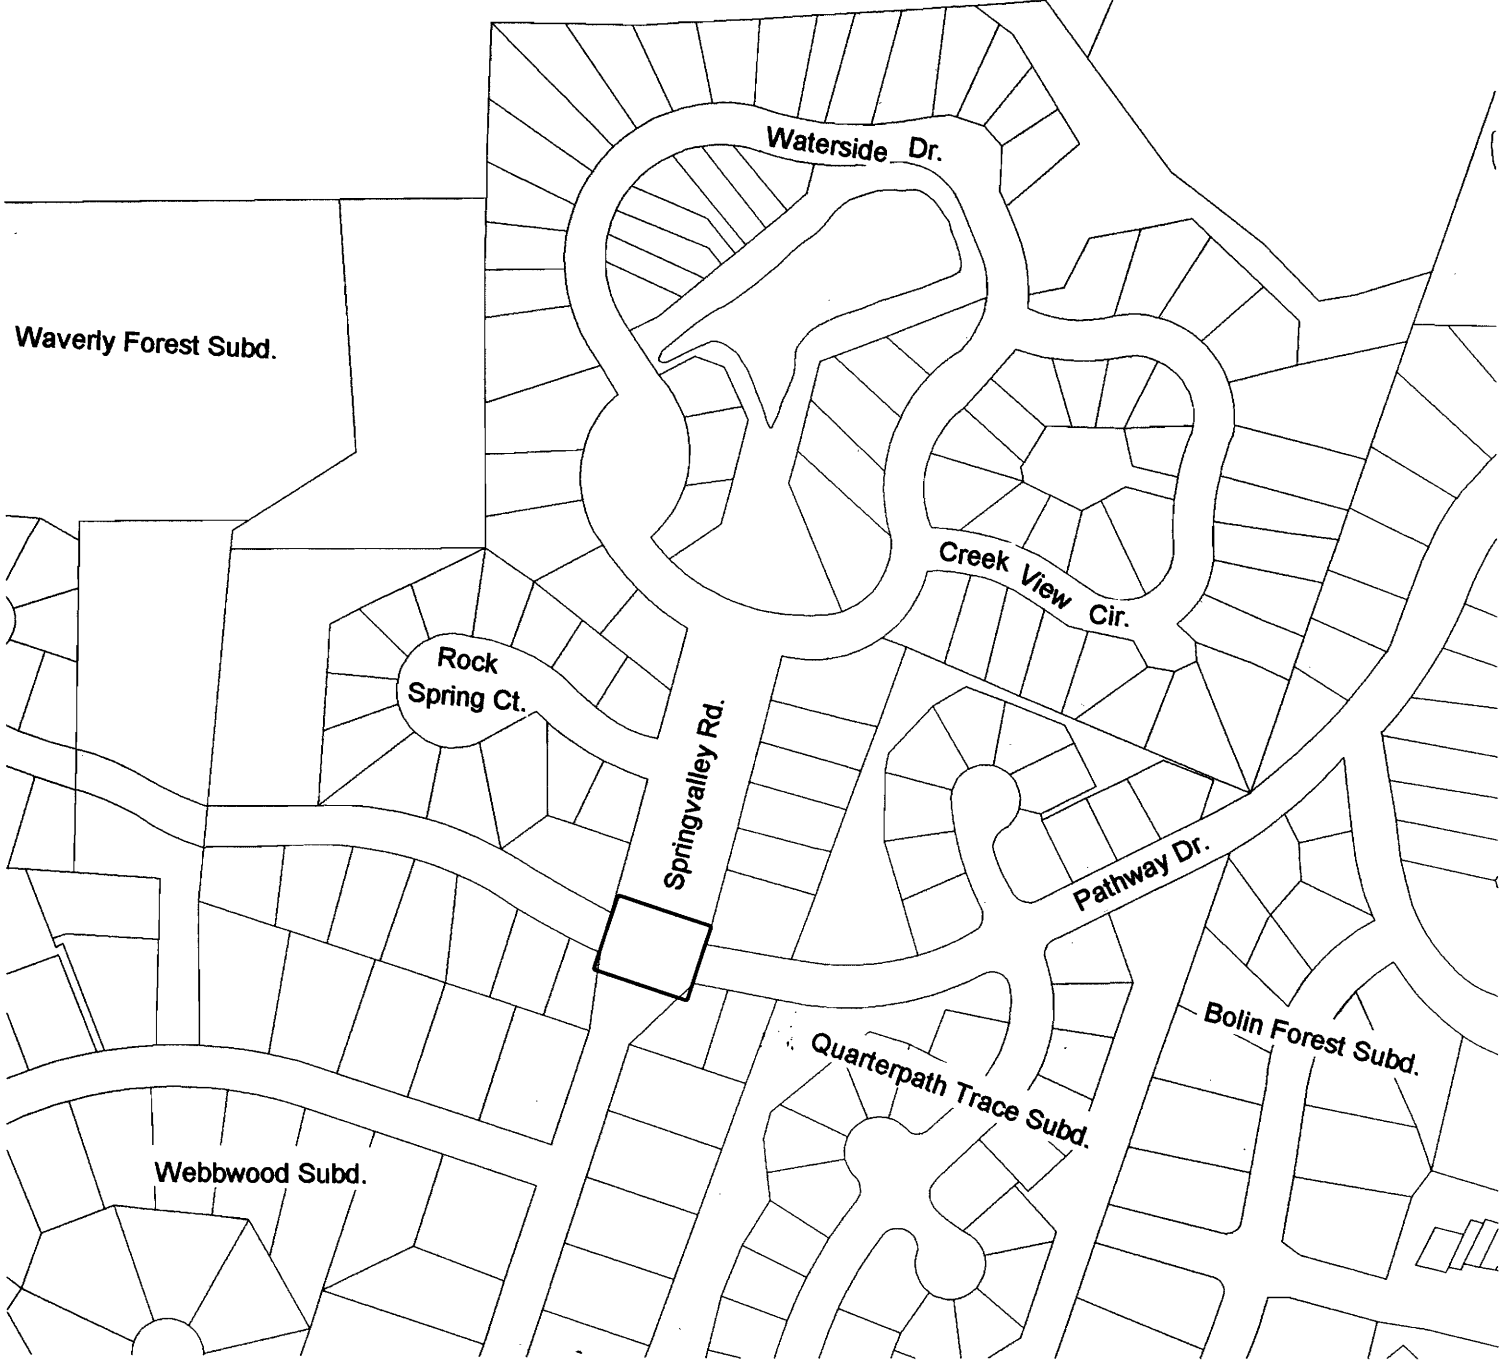 Waterside Dr.
Waverly Forest Subd.
Creek View Cir.
Rock
Spring Ct.
Springvalley Rd.
Pathway Dr.
Bolin Forest Subd.
Quarterpath Trace Subd.
Webbwood Subd.